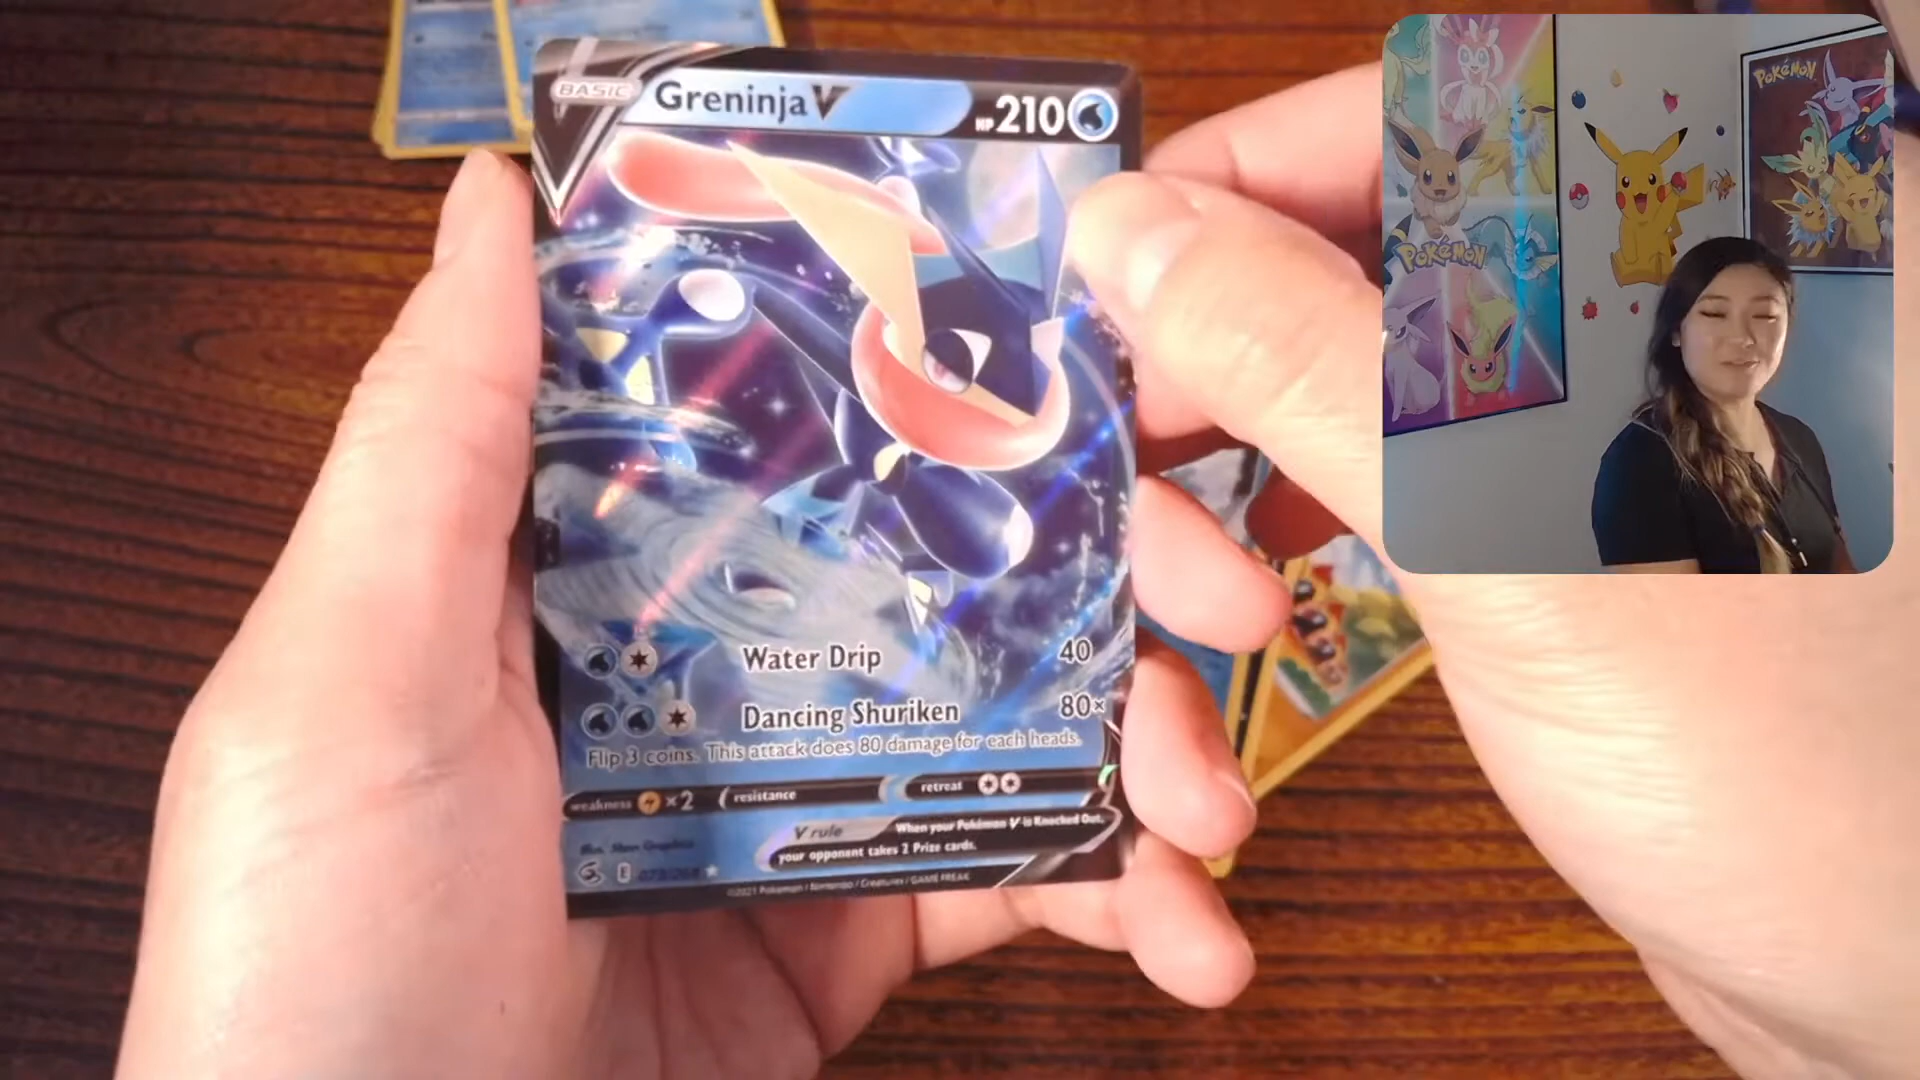 BASIC
Greninja V
HP 210
Water Drip 40
Dancing Shuriken 80×
Flip 3 coins. This attack does 80 damage for each heads.
weakness ×2 resistance retreat
V rule When your Pokémon V is Knocked Out,
your opponent takes 2 Prize cards.
E
©2021 Pokémon / Nintendo / Creatures / GAME FREAK
POKéMON
POKéMON